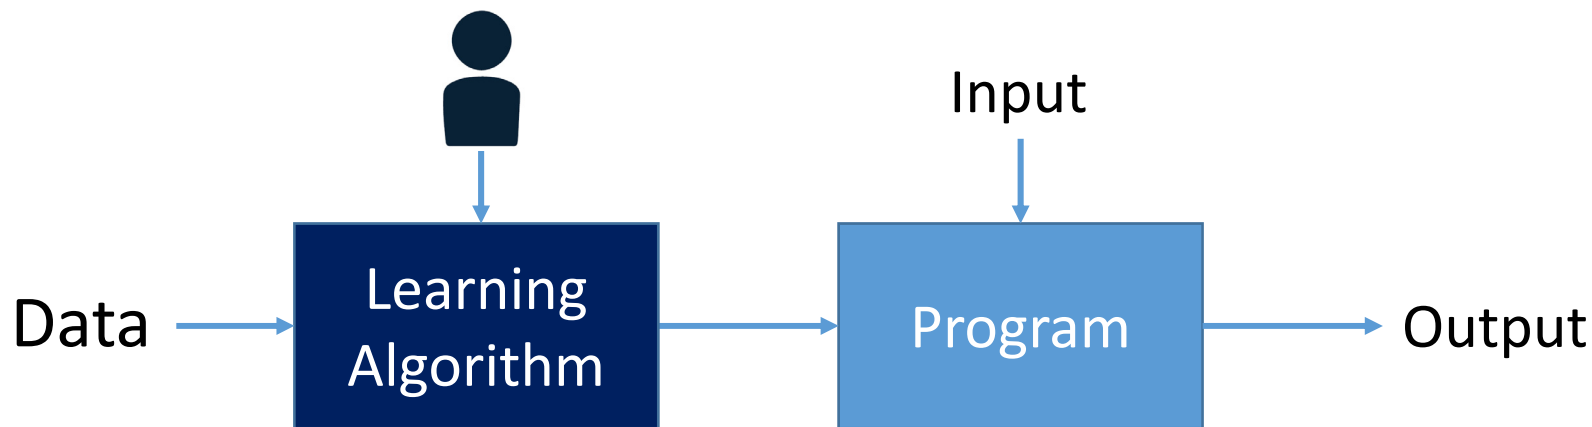 Input
Data
Learning
Algorithm
Program
Output